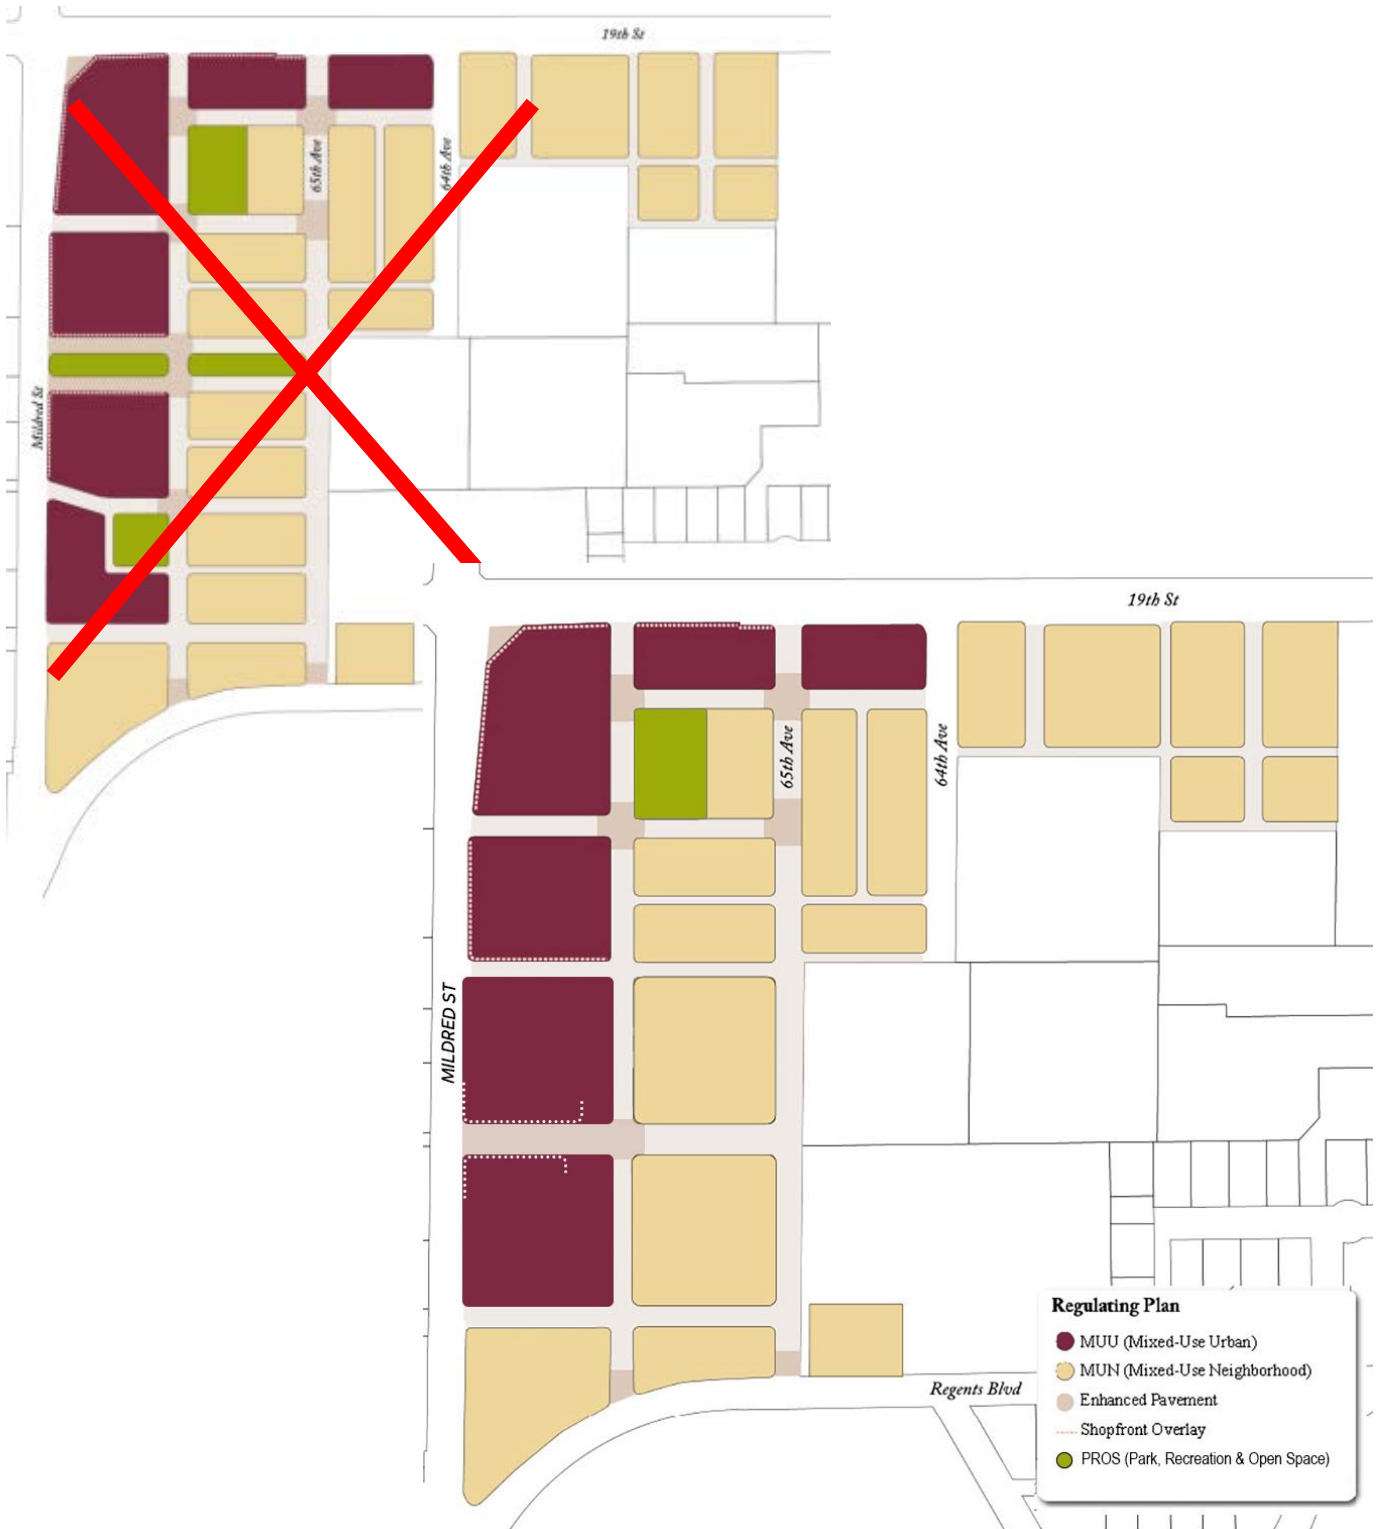 19th St
65th Ave
64th Ave
Mildred St
19th St
65th Ave
64th Ave
MILDRED ST
Regents Blvd
Regulating Plan
MUU (Mixed-Use Urban)
MUN (Mixed-Use Neighborhood)
Enhanced Pavement
Shopfront Overlay
PROS (Park, Recreation & Open Space)